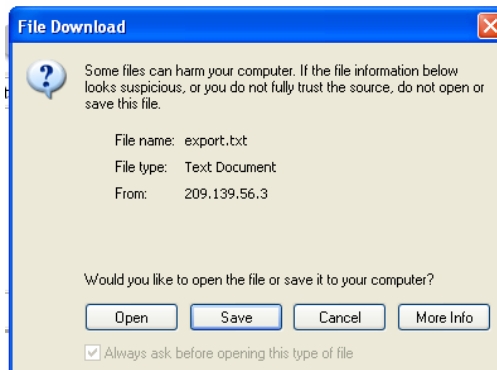 File Download
Some files can harm your computer. If the file information below
looks suspicious, or you do not fully trust the source, do not open or
save this file.
File name: export.txt
File type: Text Document
From: 209.139.56.3
Would you like to open the file or save it to your computer?
Open Save Cancel More Info
Always ask before opening this type of file